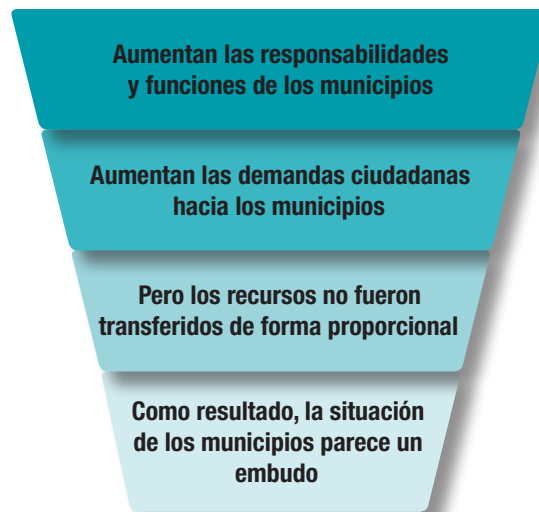 Aumentan las responsabilidades
y funciones de los municipios
Aumentan las demandas ciudadanas
hacia los municipios
Pero los recursos no fueron
transferidos de forma proporcional
Como resultado, la situación
de los municipios parece un
embudo